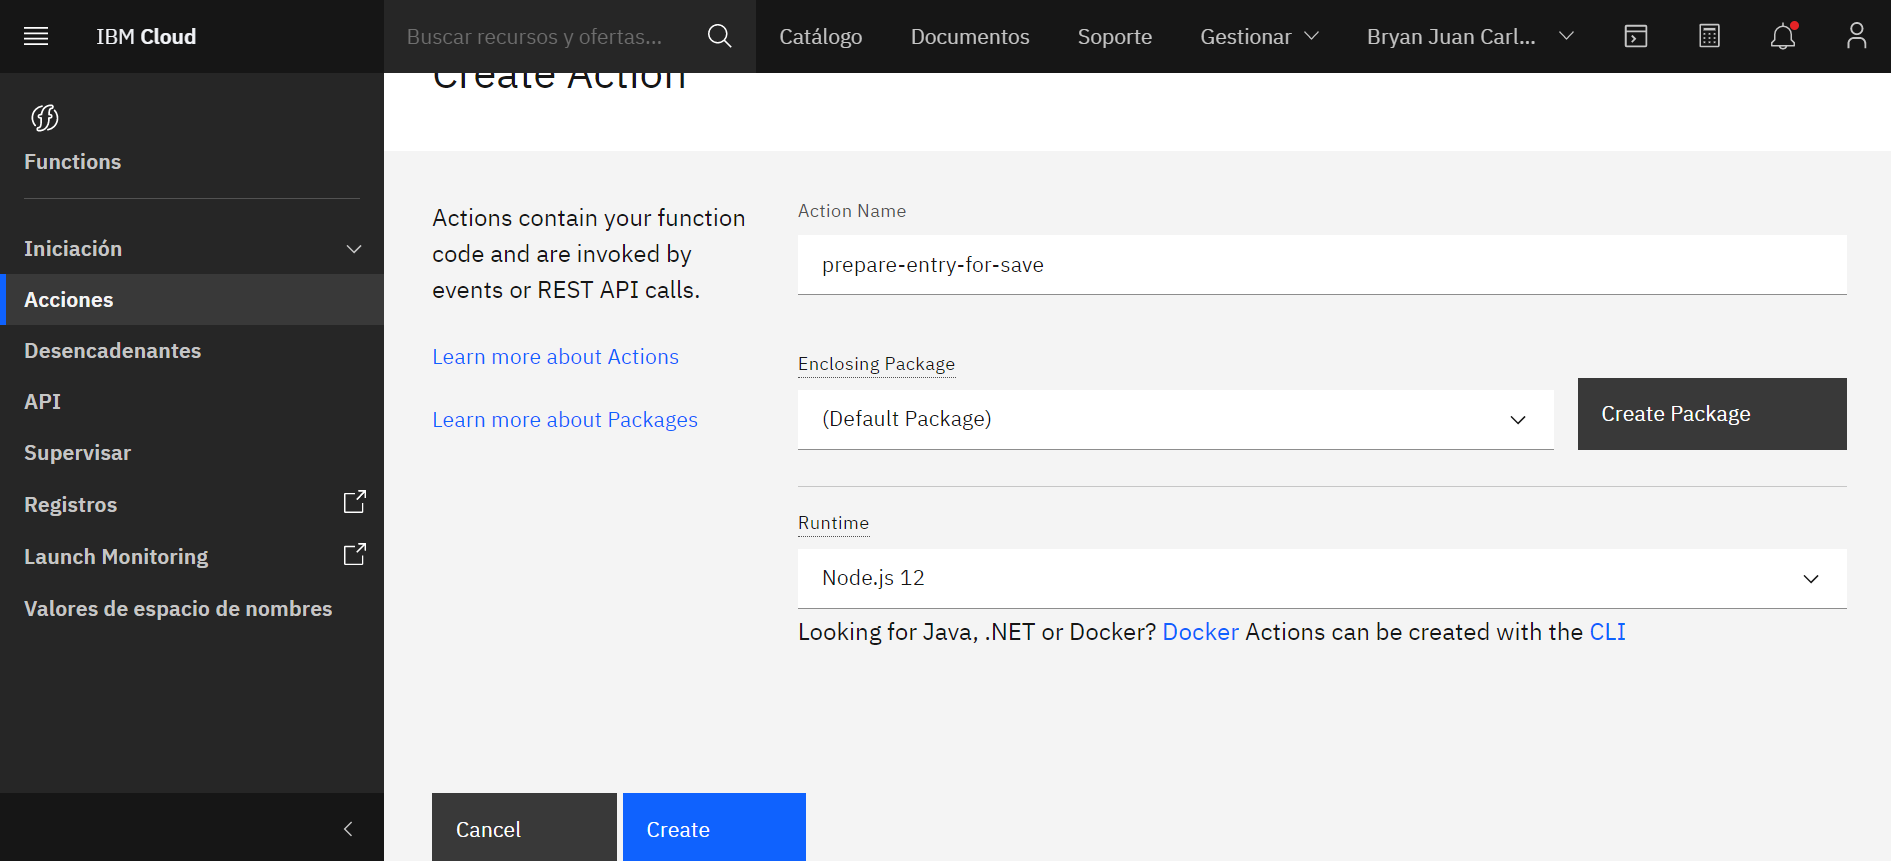 IBM Cloud
Buscar recursos y ofertas...
Catálogo
Documentos
Soporte
Gestionar
Bryan Juan Carl...
Functions
Iniciación
Acciones
Desencadenantes
API
Supervisar
Registros
Launch Monitoring
Valores de espacio de nombres
Create Action
Actions contain your function
code and are invoked by
events or REST API calls.
Learn more about Actions
Learn more about Packages
Action Name
prepare-entry-for-save
Enclosing Package
(Default Package)
Create Package
Runtime
Node.js 12
Looking for Java, .NET or Docker? Docker Actions can be created with the CLI
Cancel
Create